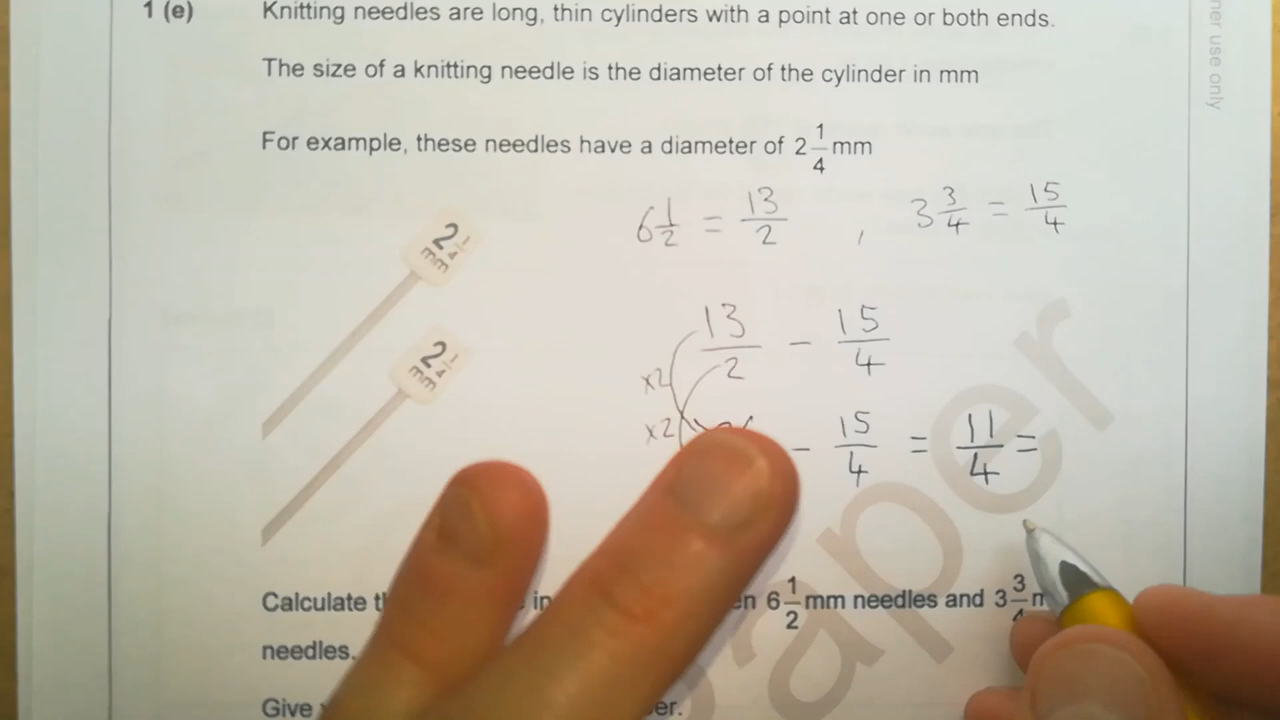 1 (e) Knitting needles are long, thin cylinders with a point at one or both ends.
ner use only
The size of a knitting needle is the diameter of the cylinder in mm
For example, these needles have a diameter of 2 1/4 mm
6 1/2 = 13/2 , 3 3/4 = 15/4
2 1/4 mm
13/2 - 15/4
2 1/4 mm
x2
x2
- 15/4 = 11/4 =
Calculate in 6 1/2 mm needles and 3 3/4
needles.
Give er.
aper